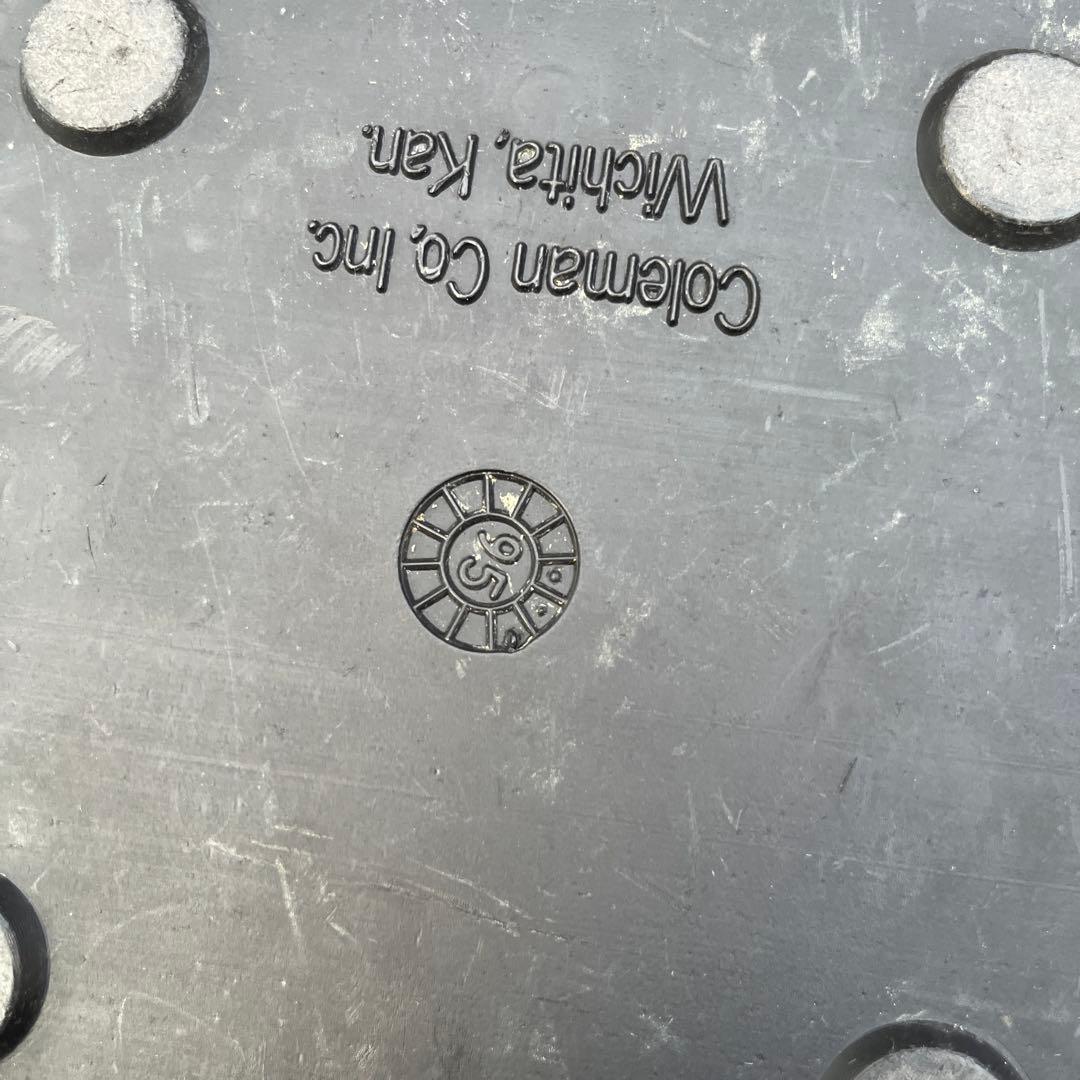 Coleman Co, Inc.
Wichita, Kan.
95